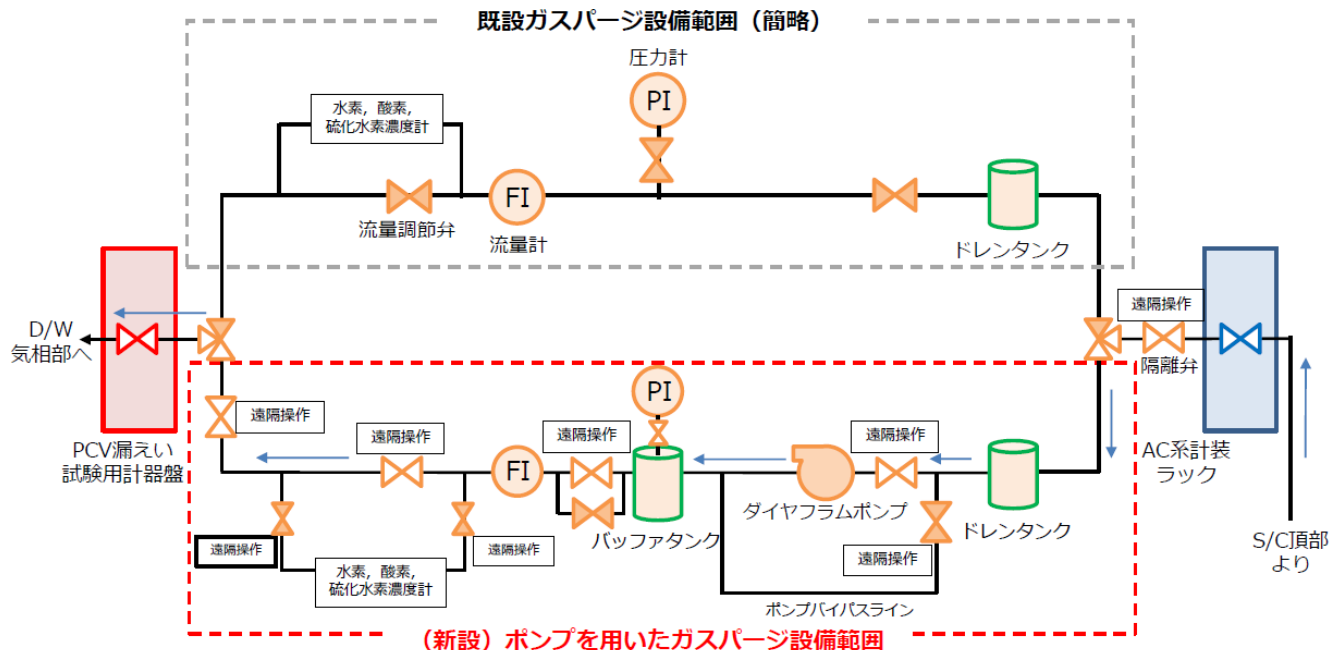 既設ガスパージ設備範囲（簡略）
圧力計
PI
水素，酸素，
硫化水素濃度計
FI
流量調節弁
流量計
ドレンタンク
遠隔操作
D/W
気相部へ
隔離弁
PCV漏えい
試験用計器盤
AC系計装
ラック
S/C頂部
より
遠隔操作
遠隔操作
FI
遠隔操作
PI
バッファタンク
遠隔操作
ダイヤフラムポンプ
ドレンタンク
遠隔操作
遠隔操作
遠隔操作
水素，酸素，
硫化水素濃度計
ポンプバイパスライン
（新設）ポンプを用いたガスパージ設備範囲